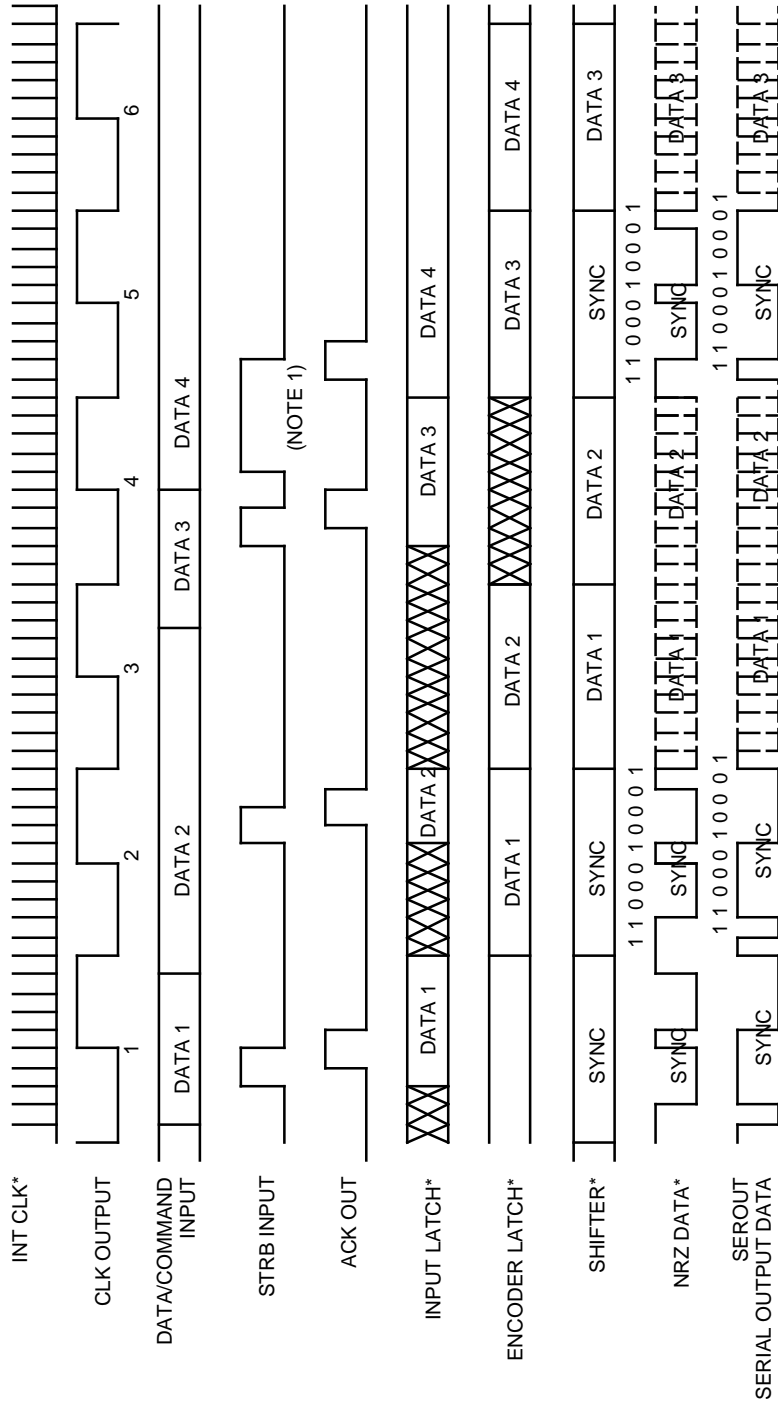 INT CLK*
CLK OUTPUT
1
2
3
4
5
6
DATA/COMMAND
INPUT
DATA 1
DATA 2
DATA 3
DATA 4
STRB INPUT
(NOTE 1)
ACK OUT
INPUT LATCH*
DATA 1
DATA 2
DATA 3
DATA 4
ENCODER LATCH*
DATA 1
DATA 2
DATA 3
DATA 4
SHIFTER*
SYNC
SYNC
DATA 1
DATA 2
SYNC
DATA 3
1 1 0 0 0 1 0 0 0 1
1 1 0 0 0 1 0 0 0 1
NRZ DATA*
SYNC
SYNC
DATA 1
DATA 2
SYNC
DATA 3
1 1 0 0 0 1 0 0 0 1
1 1 0 0 0 1 0 0 0 1
SEROUT
SERIAL OUTPUT DATA
SYNC
SYNC
DATA 1
DATA 2
SYNC
DATA 3